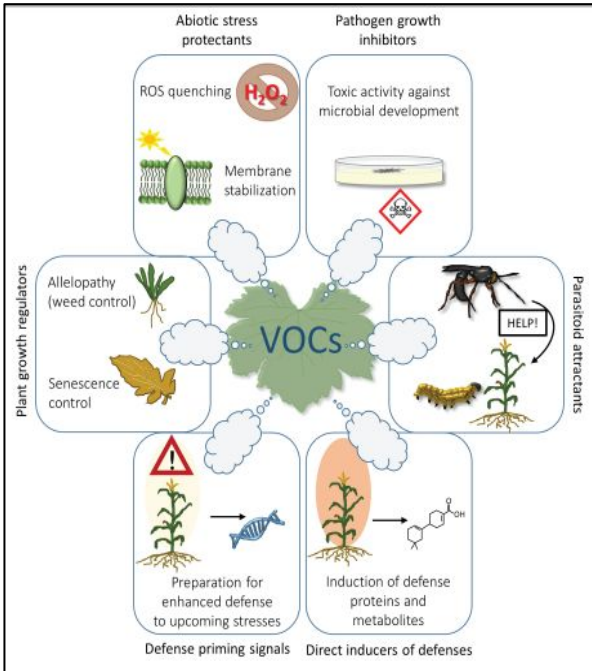 Abiotic stress
protectants
Pathogen growth
inhibitors
ROS quenching
H₂O₂
Membrane
stabilization
Toxic activity against
microbial development
Plant growth regulators
Allelopathy
(weed control)
Senescence
control
VOCs
HELP!
Parasitoid attractants
!
Preparation for
enhanced defense
to upcoming stresses
Defense priming signals
O
OH
Induction of defense
proteins and
metabolites
Direct inducers of defenses